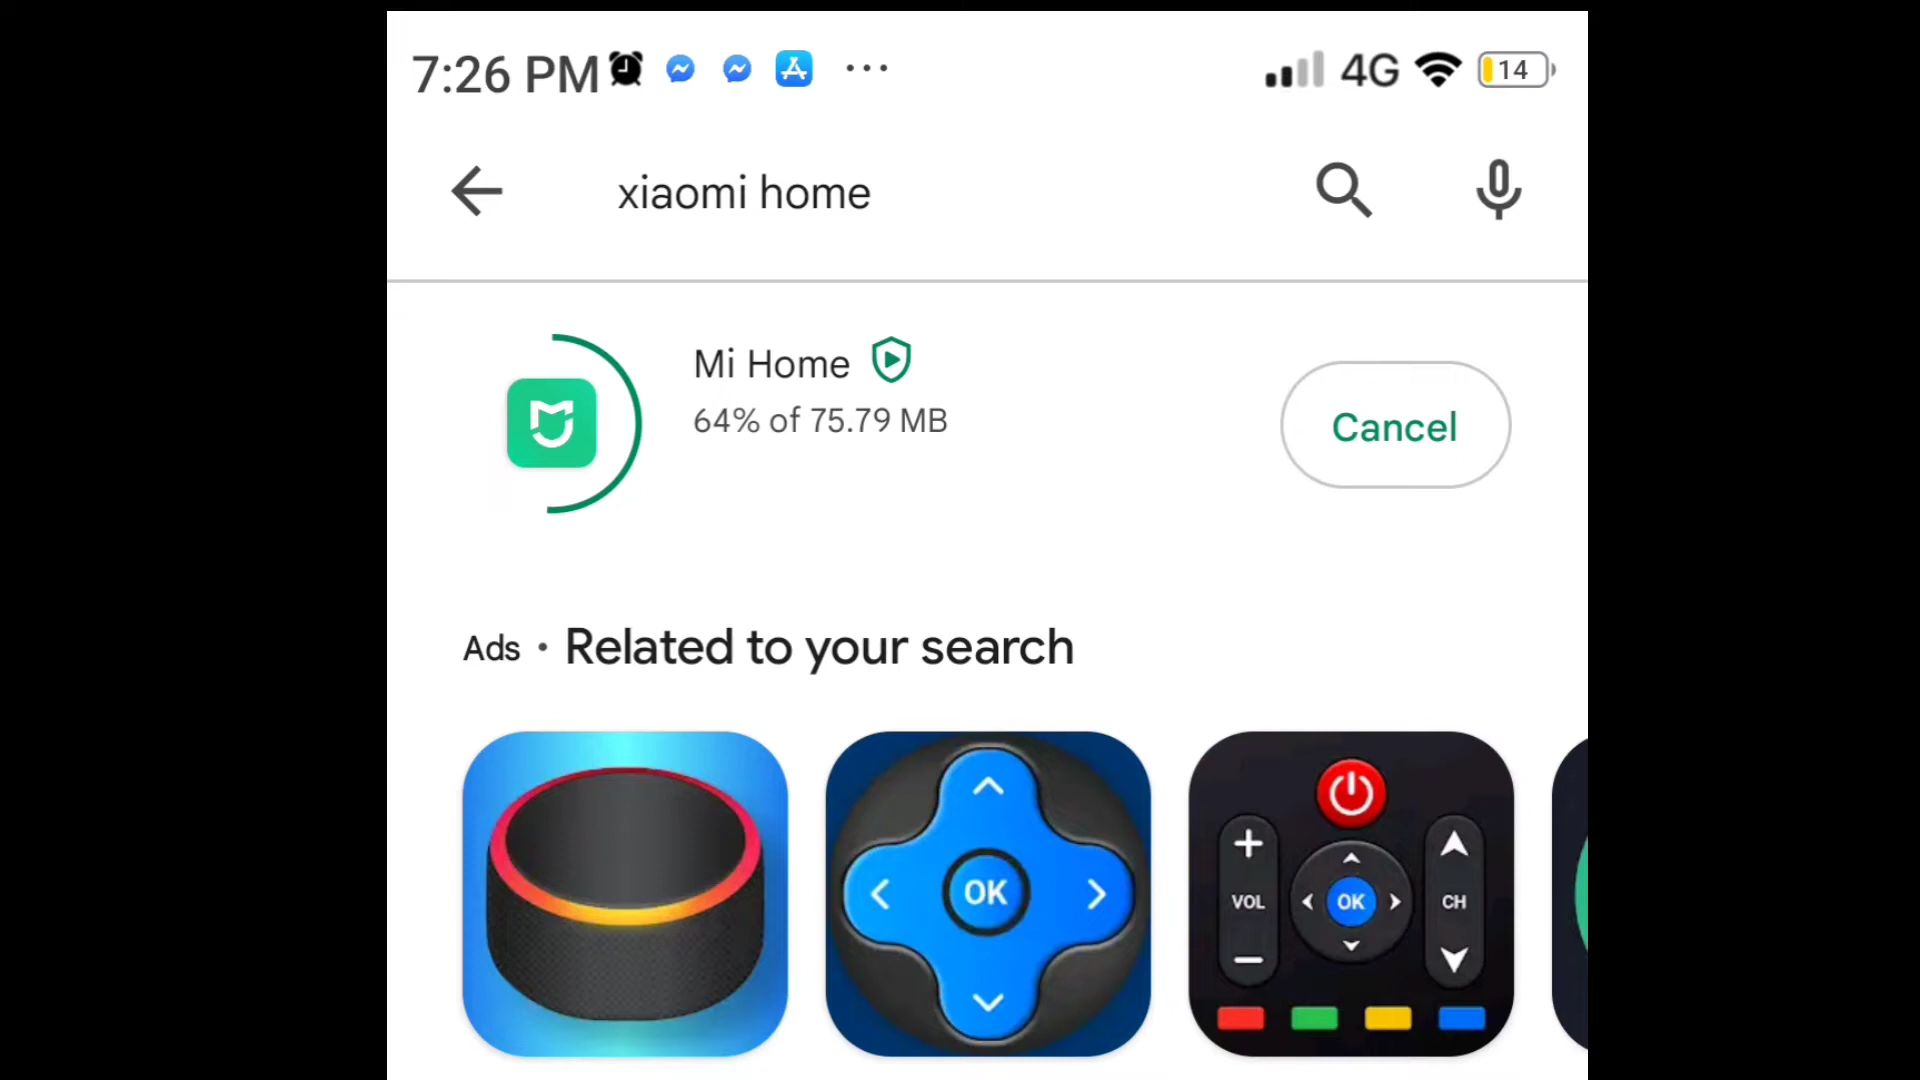 7:26 PM ... 4G 14
xiaomi home
Mi Home
64% of 75.79 MB
Cancel
Ads · Related to your search
OK
+
VOL
OK
CH